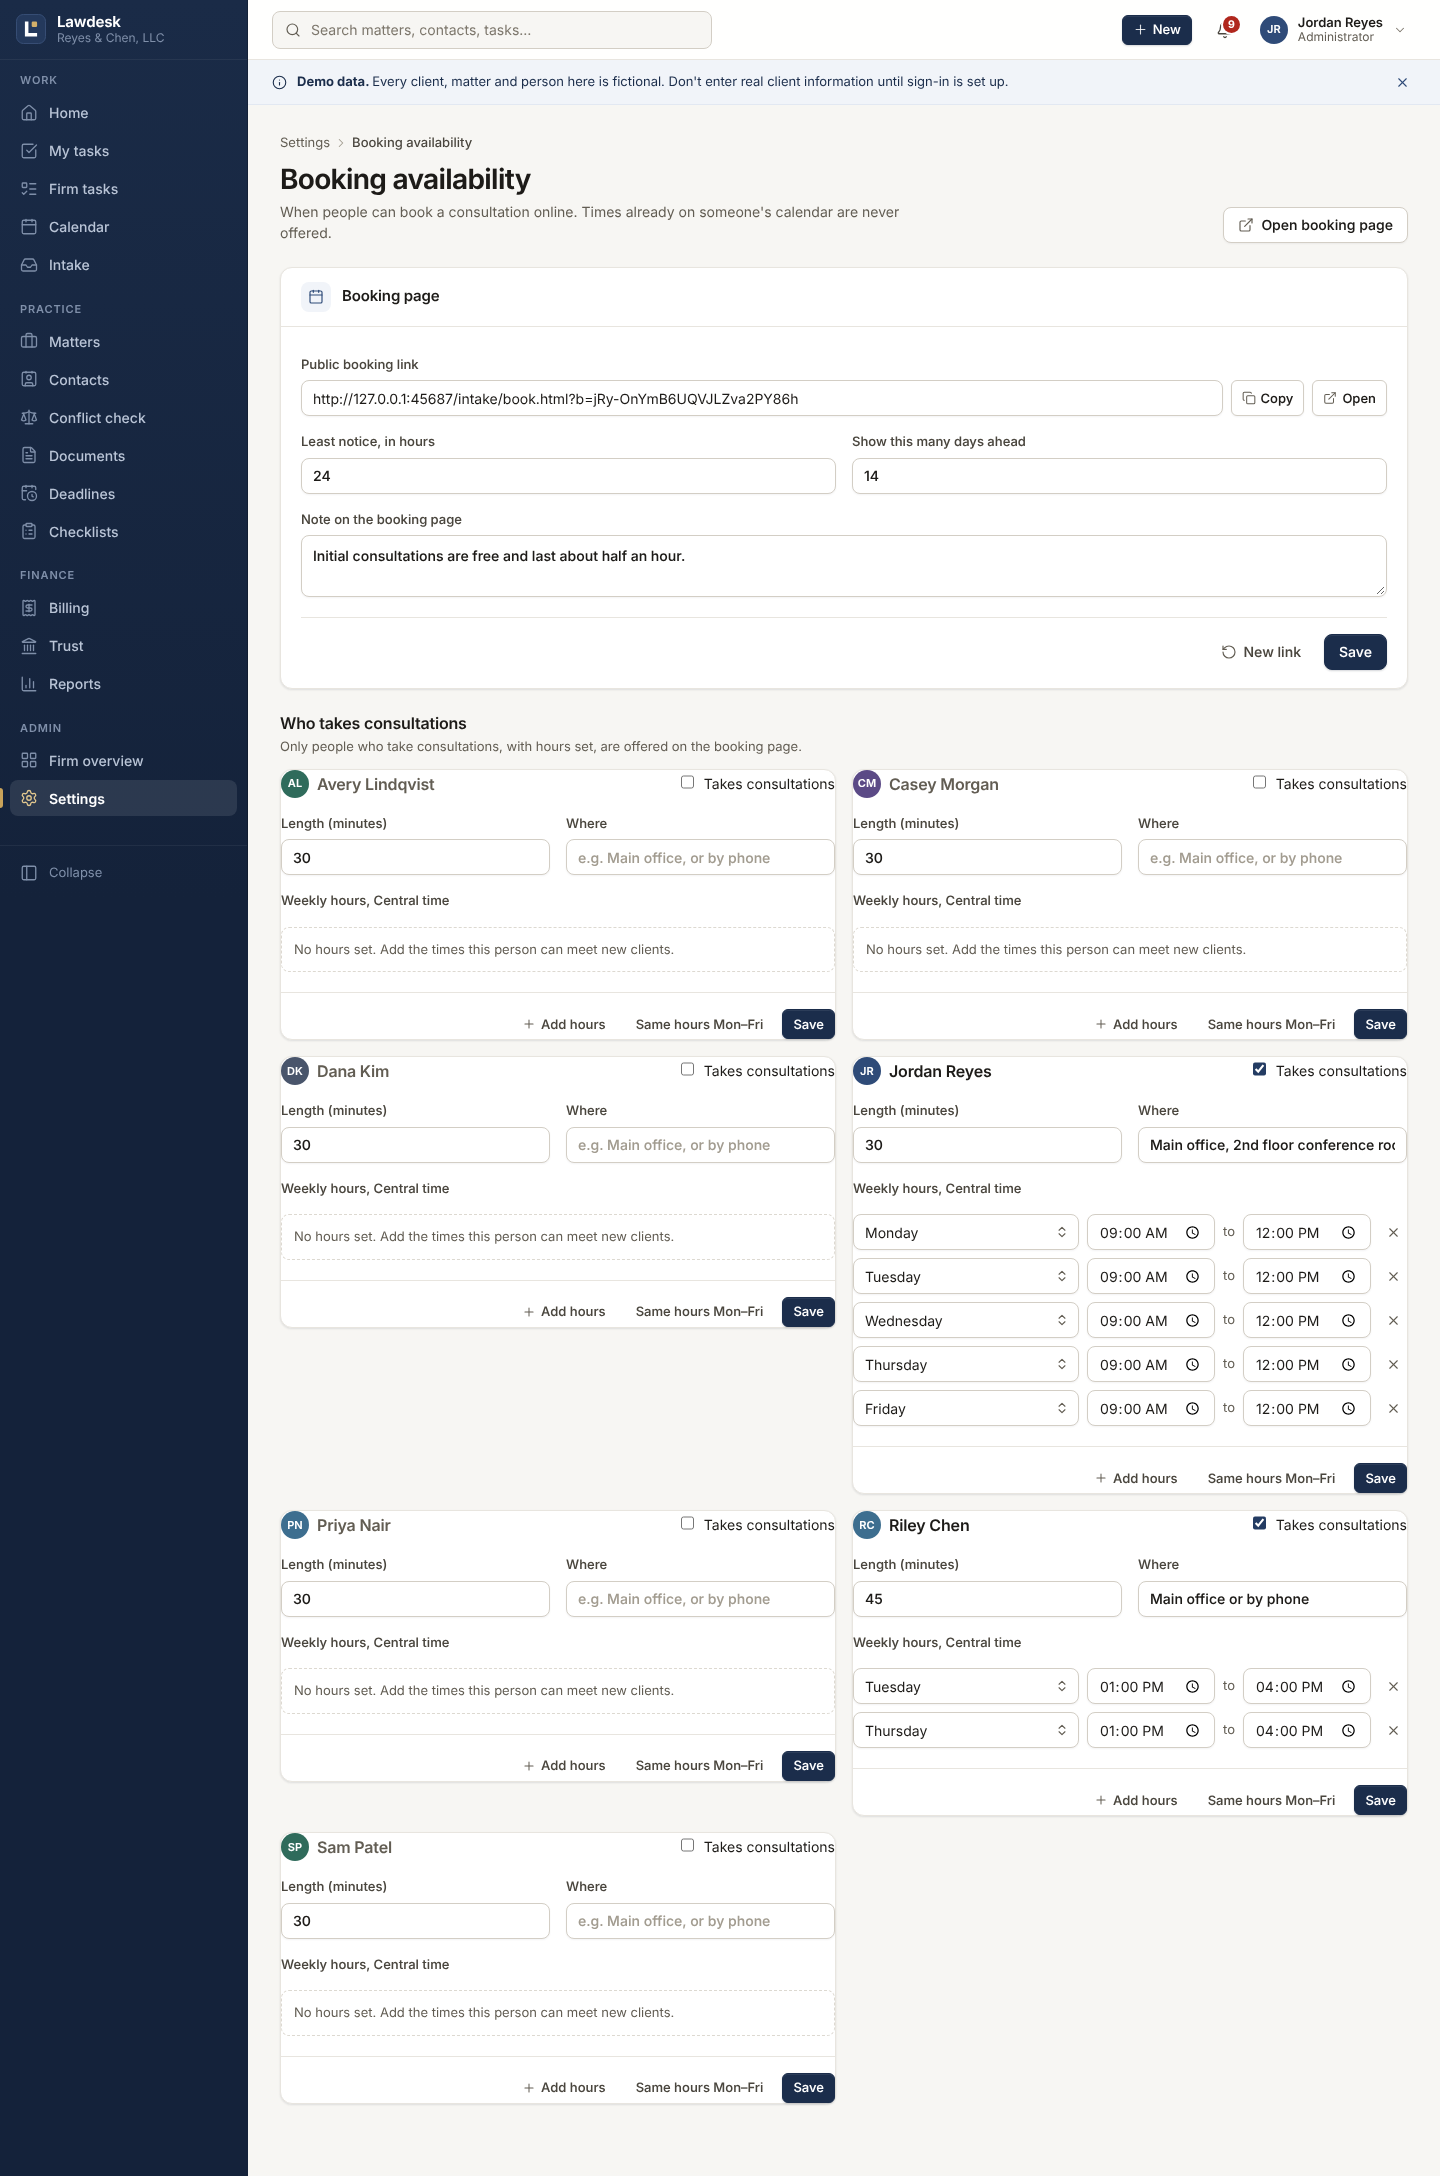 Lawdesk
Reyes & Chen, LLC
WORK
Home
My tasks
Firm tasks
Calendar
Intake
PRACTICE
Matters
Contacts
Conflict check
Documents
Deadlines
Checklists
FINANCE
Billing
Trust
Reports
ADMIN
Firm overview
Settings
Collapse
Search matters, contacts, tasks...
New
9
JR
Jordan Reyes
Administrator
Demo data. Every client, matter and person here is fictional. Don't enter real client information until sign-in is set up.
Settings
Booking availability
Booking availability
When people can book a consultation online. Times already on someone's calendar are never
offered.
Open booking page
Booking page
Public booking link
http://127.0.0.1:45687/intake/book.html?b=jRy-OnYmB6UQVJLZva2PY86h
Copy
Open
Least notice, in hours
Show this many days ahead
24
14
Note on the booking page
Initial consultations are free and last about half an hour.
New link
Save
Who takes consultations
Only people who take consultations, with hours set, are offered on the booking page.
AL
Avery Lindqvist
Takes consultations
Length (minutes)
Where
30
e.g. Main office, or by phone
Weekly hours, Central time
No hours set. Add the times this person can meet new clients.
Add hours
Same hours Mon–Fri
Save
CM
Casey Morgan
Takes consultations
Length (minutes)
Where
30
e.g. Main office, or by phone
Weekly hours, Central time
No hours set. Add the times this person can meet new clients.
Add hours
Same hours Mon–Fri
Save
DK
Dana Kim
Takes consultations
Length (minutes)
Where
30
e.g. Main office, or by phone
Weekly hours, Central time
No hours set. Add the times this person can meet new clients.
Add hours
Same hours Mon–Fri
Save
JR
Jordan Reyes
Takes consultations
Length (minutes)
Where
30
Main office, 2nd floor conference
Weekly hours, Central time
Monday 09:00 AM to 12:00 PM
Tuesday 09:00 AM to 12:00 PM
Wednesday 09:00 AM to 12:00 PM
Thursday 09:00 AM to 12:00 PM
Friday 09:00 AM to 12:00 PM
Add hours
Same hours Mon–Fri
Save
PN
Priya Nair
Takes consultations
Length (minutes)
Where
30
e.g. Main office, or by phone
Weekly hours, Central time
No hours set. Add the times this person can meet new clients.
Add hours
Same hours Mon–Fri
Save
RC
Riley Chen
Takes consultations
Length (minutes)
Where
45
Main office or by phone
Weekly hours, Central time
Tuesday 01:00 PM to 04:00 PM
Thursday 01:00 PM to 04:00 PM
Add hours
Same hours Mon–Fri
Save
SP
Sam Patel
Takes consultations
Length (minutes)
Where
30
e.g. Main office, or by phone
Weekly hours, Central time
No hours set. Add the times this person can meet new clients.
Add hours
Same hours Mon–Fri
Save